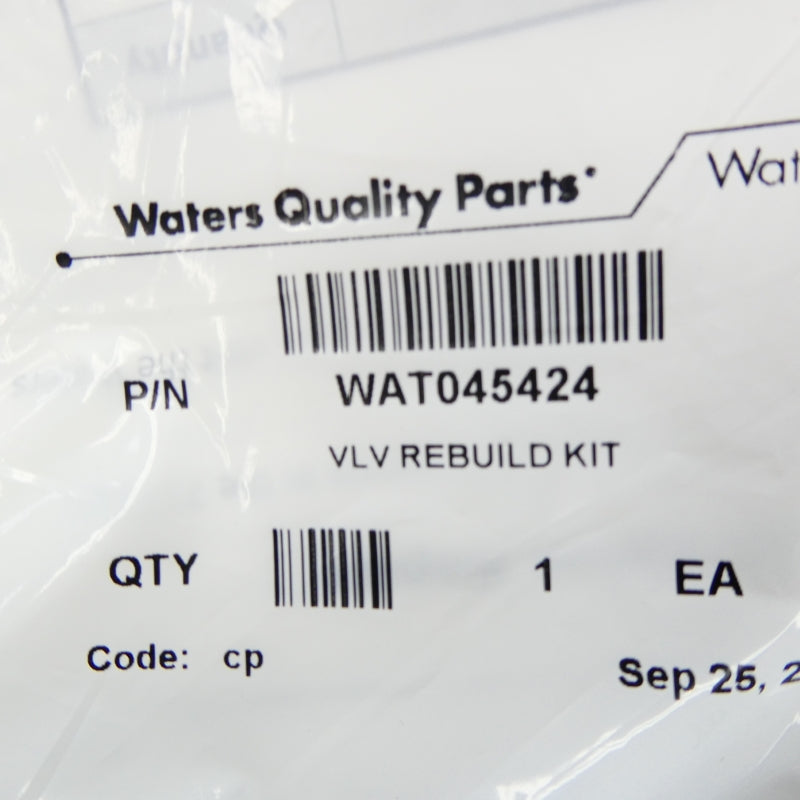 Waters Quality Parts
Wat
P/N WAT045424
VLV REBUILD KIT
QTY 1 EA
Code: cp
Sep 25, 2